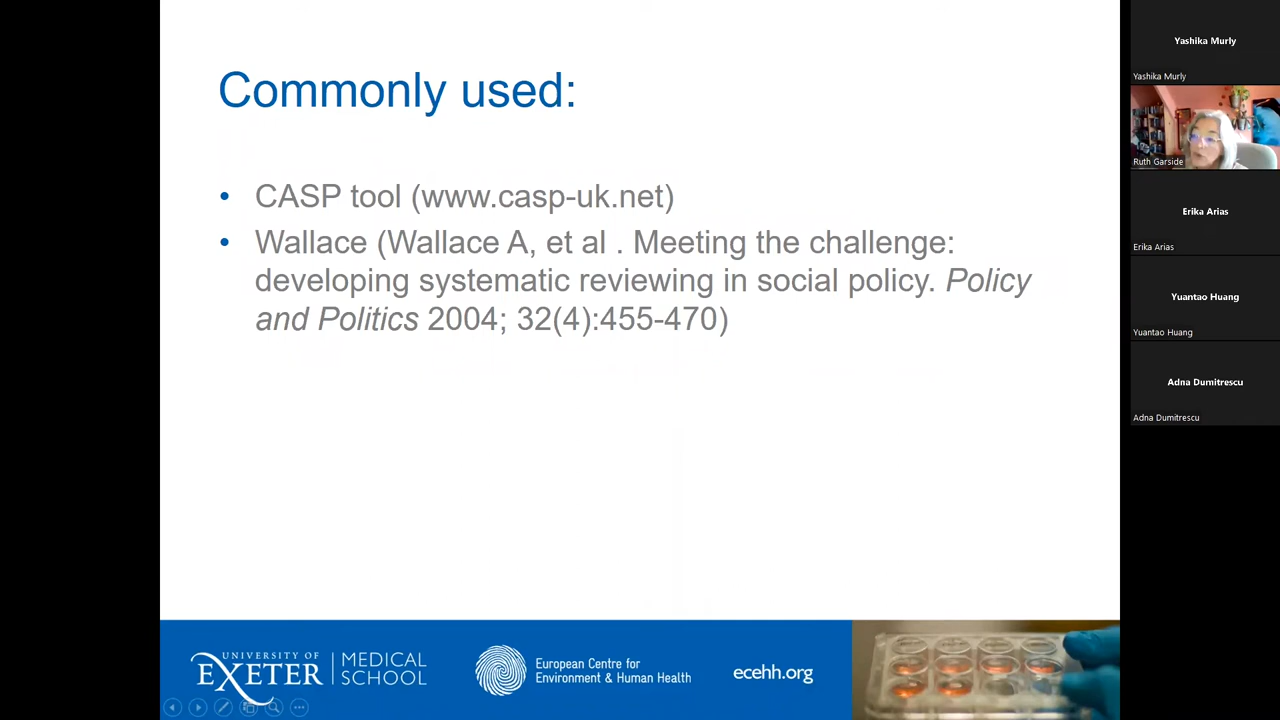 Commonly used:
• CASP tool (www.casp-uk.net)
• Wallace (Wallace A, et al . Meeting the challenge:
developing systematic reviewing in social policy. Policy
and Politics 2004; 32(4):455-470)
UNIVERSITY OF
EXETER
MEDICAL
SCHOOL
European Centre for
Environment & Human Health
ecehh.org
Yashika Murly
Yashika Murly
Ruth Garside
Erika Arias
Erika Arias
Yuantao Huang
Yuantao Huang
Adna Dumitrescu
Adna Dumitrescu